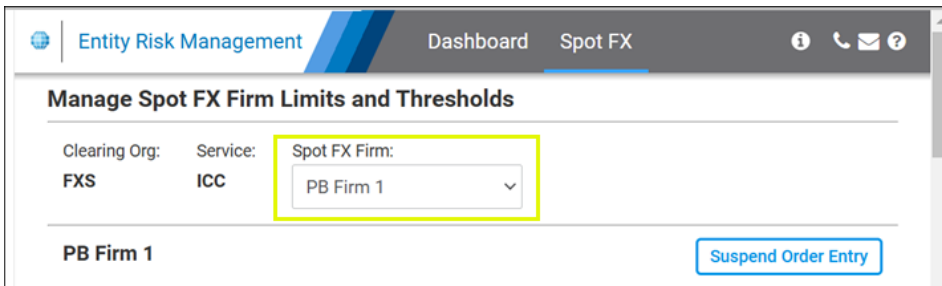 Entity Risk Management Dashboard Spot FX
Manage Spot FX Firm Limits and Thresholds
Clearing Org: Service: Spot FX Firm:
FXS ICC PB Firm 1
PB Firm 1 Suspend Order Entry